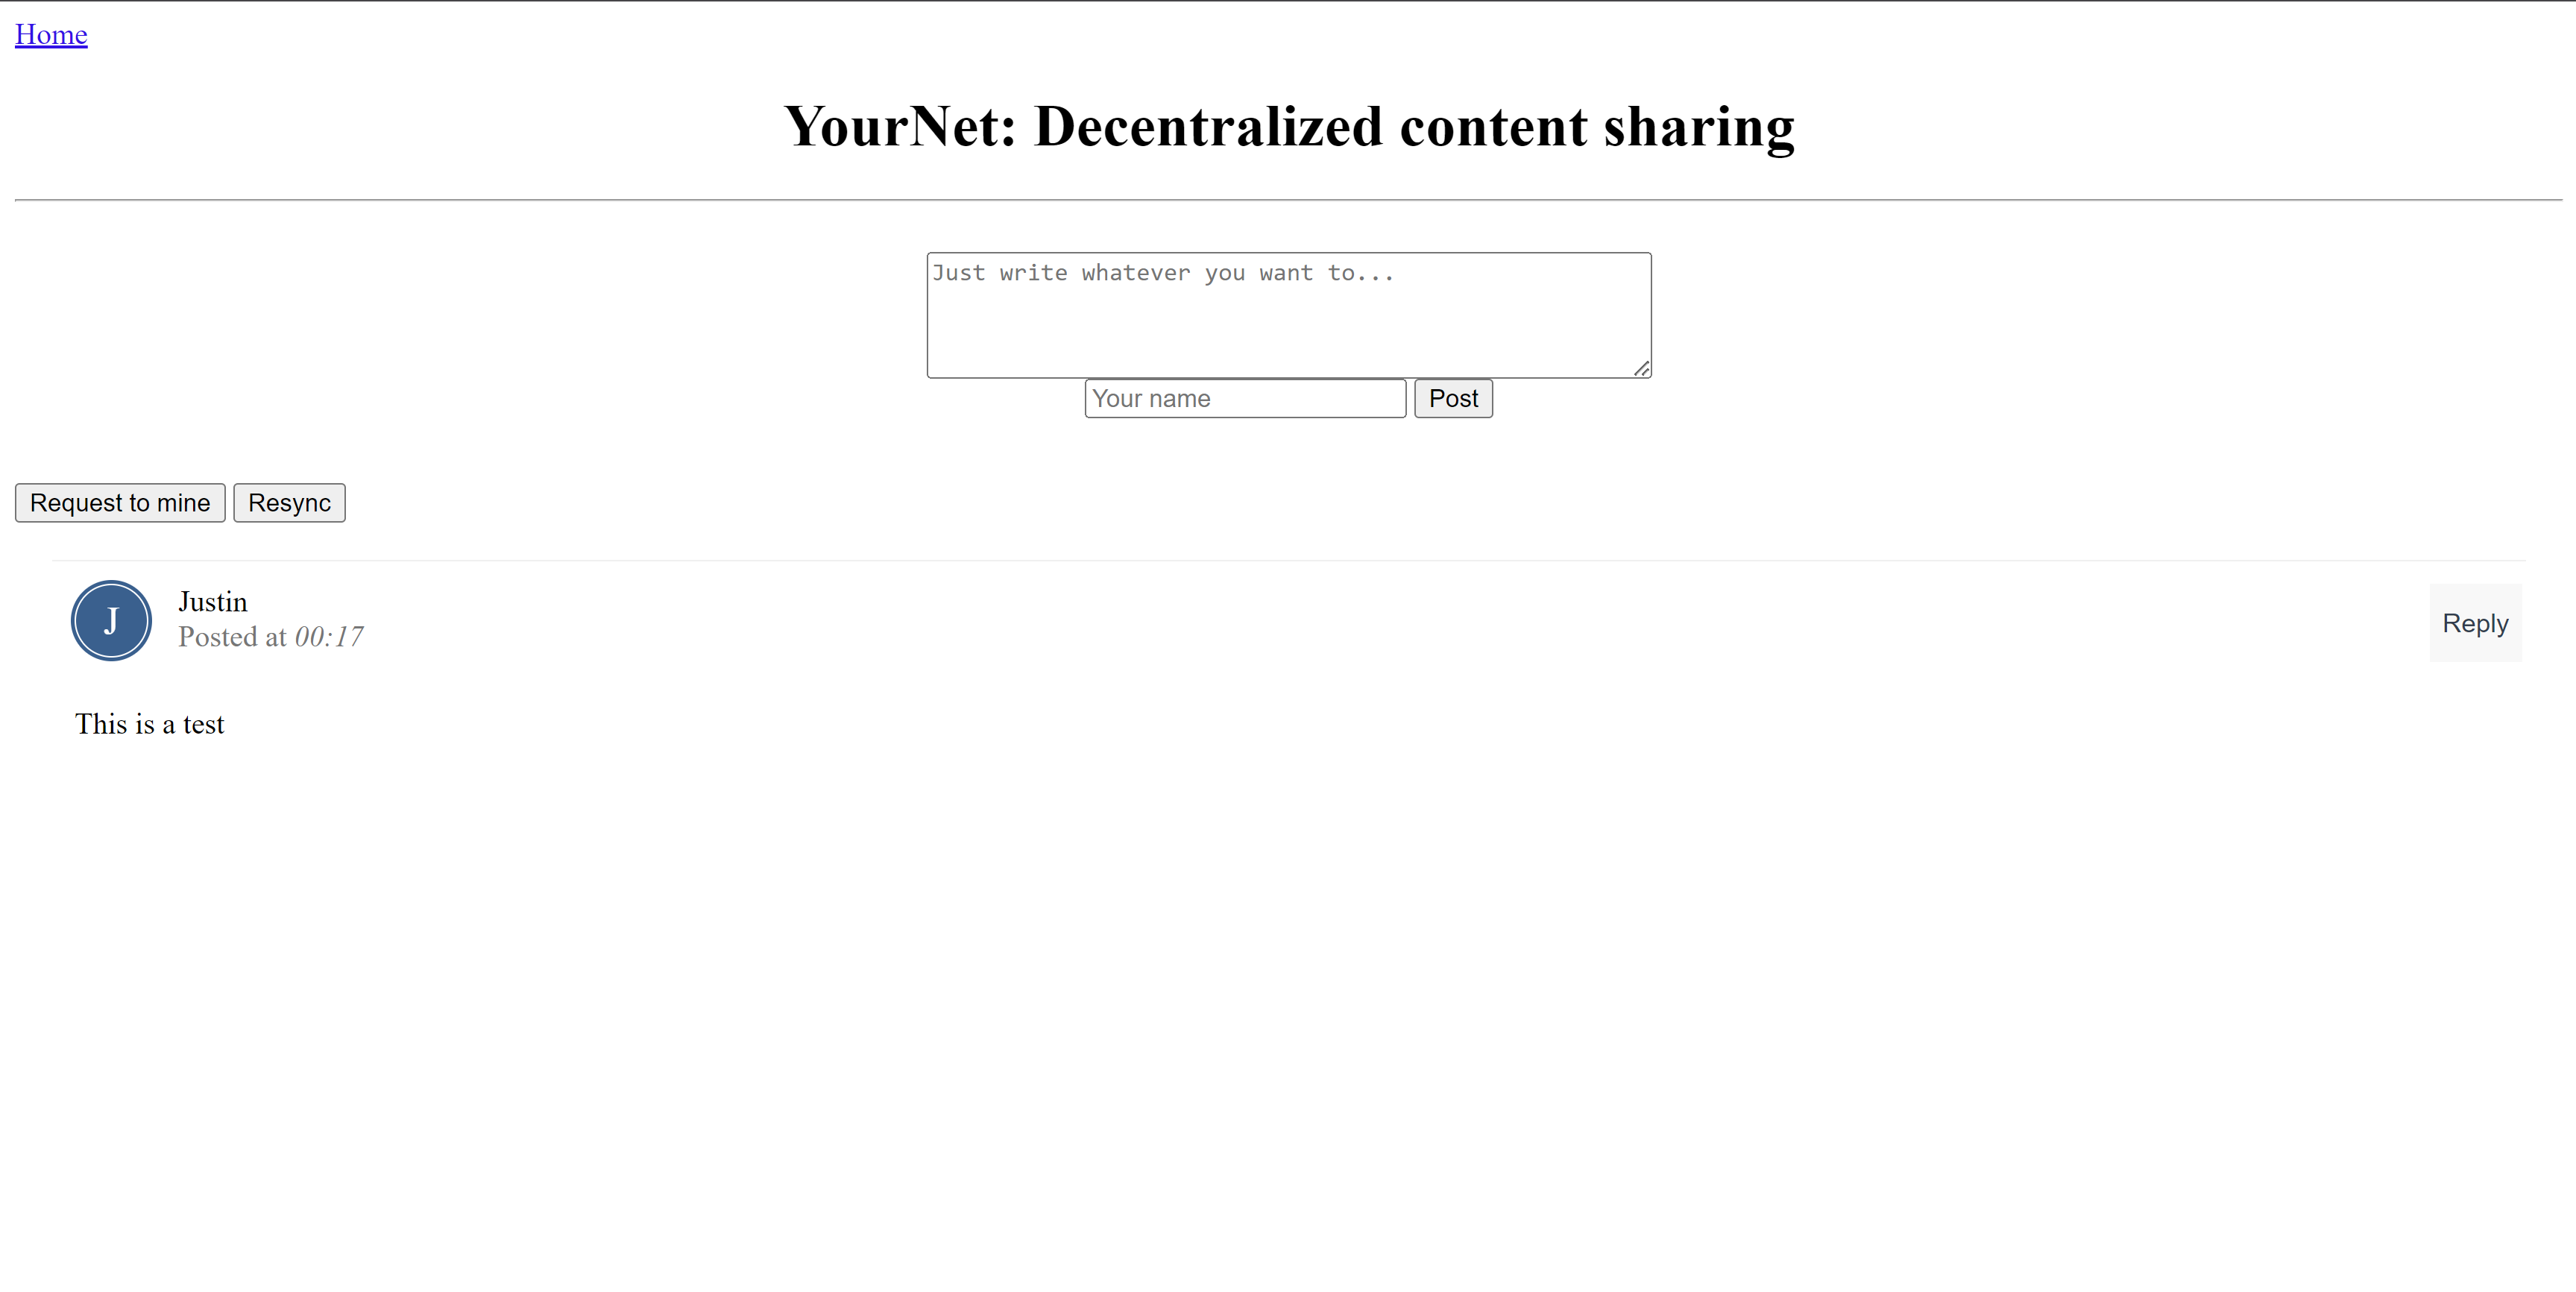 Home
YourNet: Decentralized content sharing
Just write whatever you want to...
Your name Post
Request to mine Resync
J
Justin
Posted at 00:17
Reply
This is a test